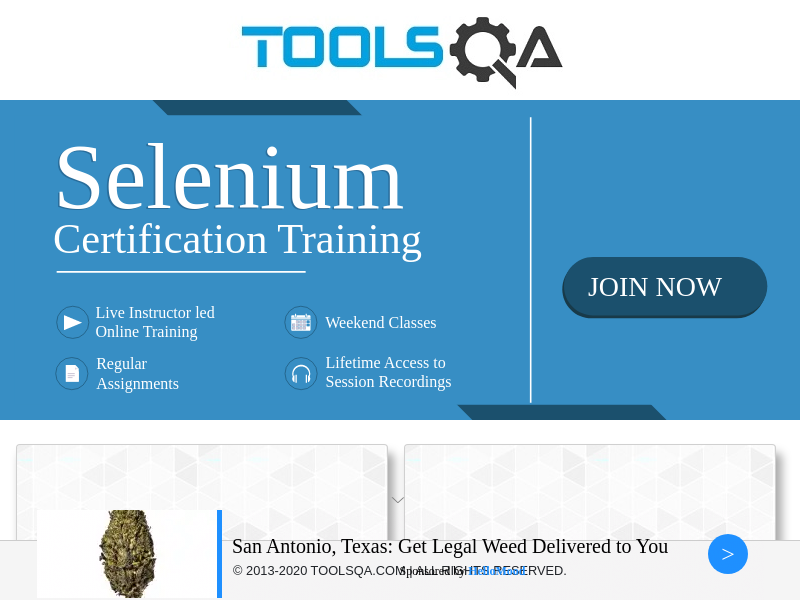 TOOLSQA
Selenium
Certification Training
JOIN NOW
Live Instructor led
Online Training
Weekend Classes
Regular
Assignments
Lifetime Access to
Session Recordings
San Antonio, Texas: Get Legal Weed Delivered to You
>
© 2013-2020 TOOLSQA.COM | ALL RIGHTS RESERVED.
Sponsored by